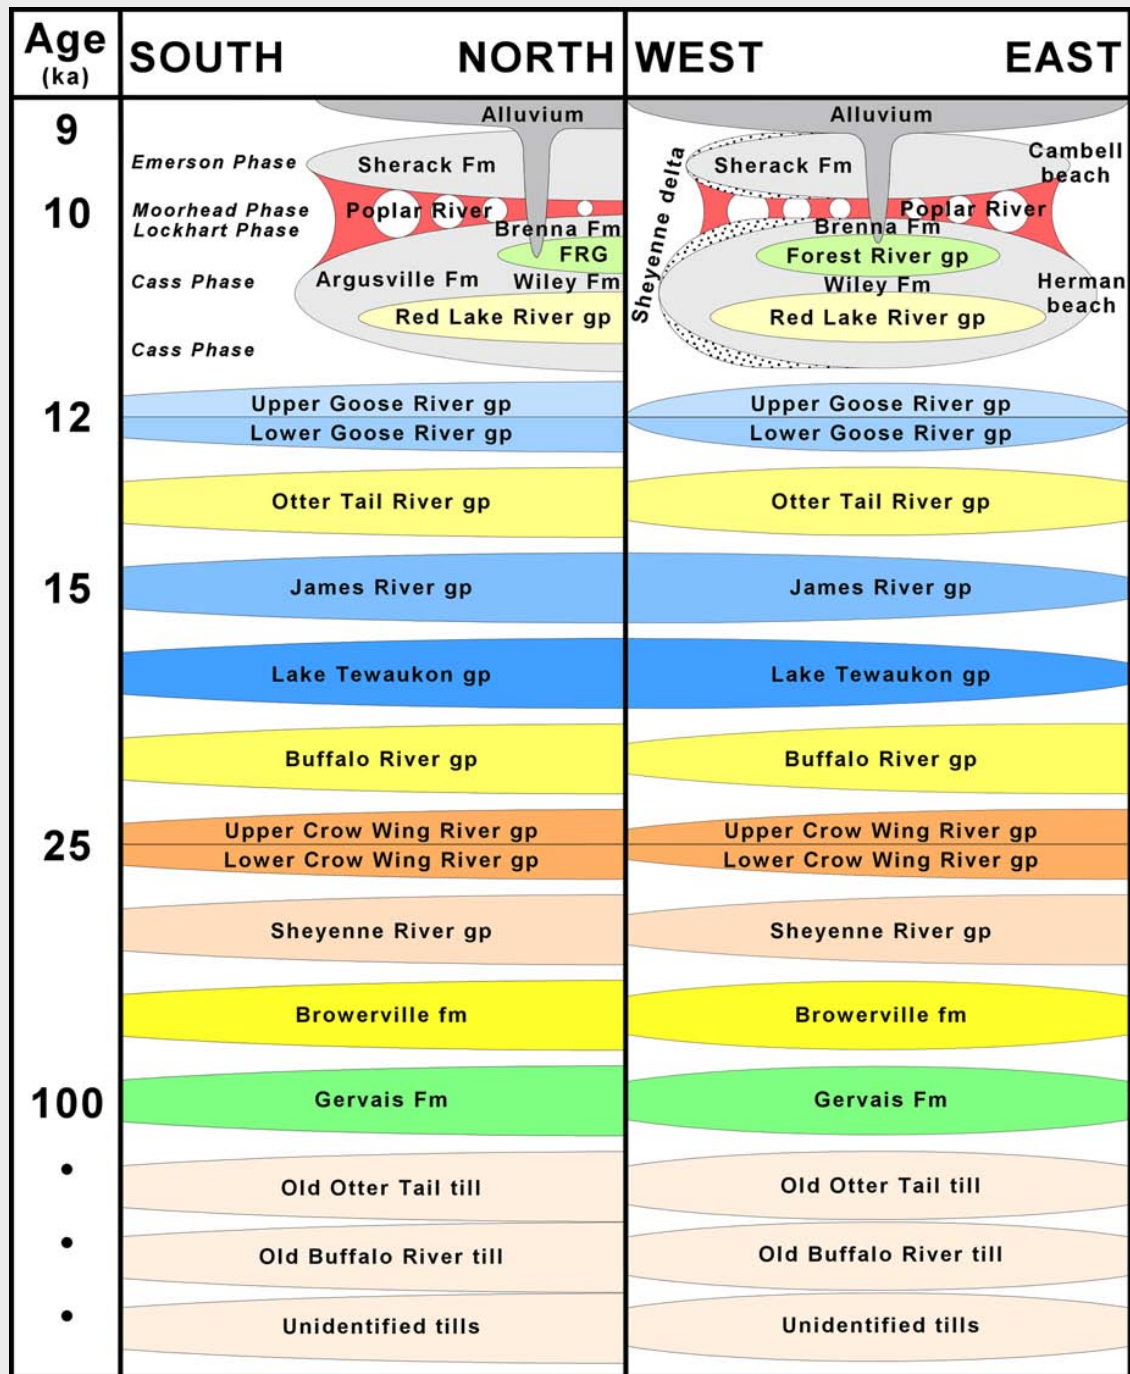 Age
(ka)
SOUTH NORTH
WEST EAST
9
10
12
15
25
100
Emerson Phase
Moorhead Phase
Lockhart Phase
Cass Phase
Cass Phase
Alluvium
Sherack Fm
Poplar River
Brenna Fm
FRG
Argusville Fm
Wiley Fm
Red Lake River gp
Upper Goose River gp
Lower Goose River gp
Otter Tail River gp
James River gp
Lake Tewaukon gp
Buffalo River gp
Upper Crow Wing River gp
Lower Crow Wing River gp
Sheyenne River gp
Browerville fm
Gervais Fm
Old Otter Tail till
Old Buffalo River till
Unidentified tills
Alluvium
Sheyenne delta
Sherack Fm
Cambell
beach
Poplar River
Brenna Fm
Forest River gp
Wiley Fm
Herman
beach
Red Lake River gp
Upper Goose River gp
Lower Goose River gp
Otter Tail River gp
James River gp
Lake Tewaukon gp
Buffalo River gp
Upper Crow Wing River gp
Lower Crow Wing River gp
Sheyenne River gp
Browerville fm
Gervais Fm
Old Otter Tail till
Old Buffalo River till
Unidentified tills